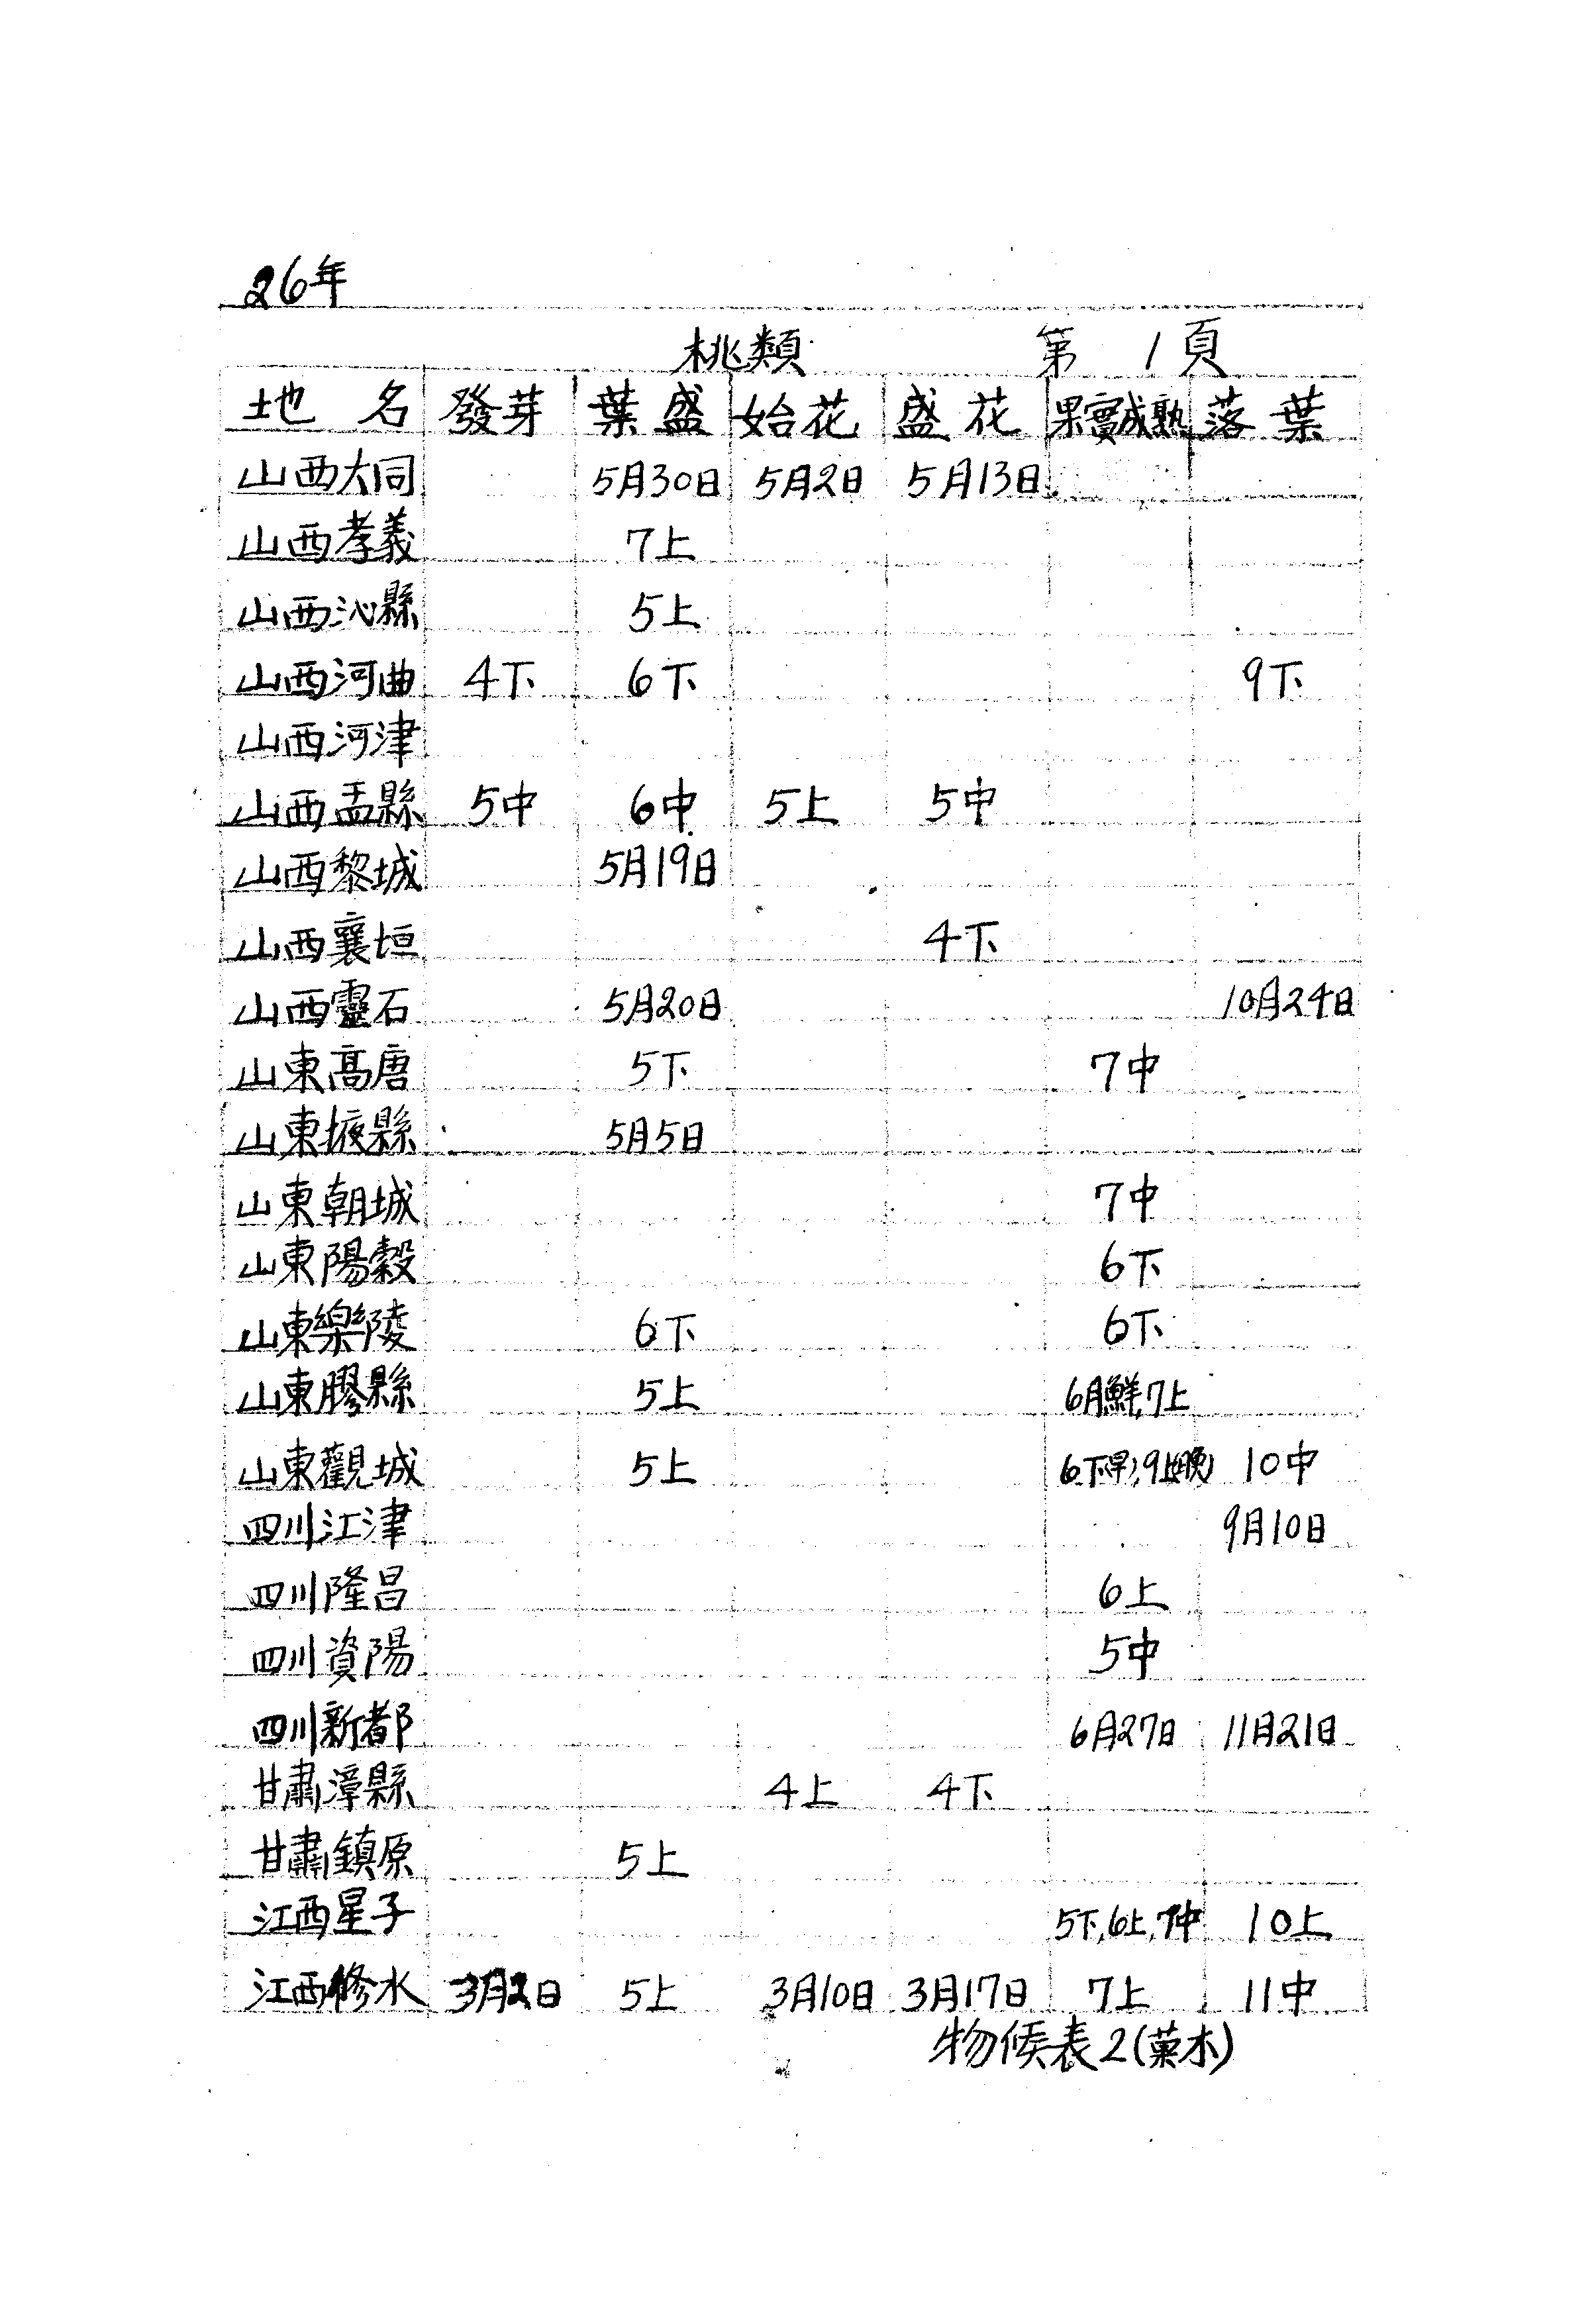 26年
桃類 第 1頁
地 名 發芽 葉盛 始花 盛花 果實成熟 落葉
山西大同 5月30日 5月2日 5月13日
山西孝義 7上
山西沁縣 5上
山西河曲 4下 6下 9下
山西河津
山西盂縣 5中 6中 5上 5中
山西黎城 5月19日
山西襄垣 4下
山西靈石 5月20日 10月24日
山東高唐 5下 7中
山東掖縣 5月5日
山東朝城 7中
山東陽穀 6下
山東樂陵 6下 6下
山東膠縣 5上 6月鮮,7上
山東觀城 5上 6下(早),9上(晚) 10中
四川江津 9月10日
四川隆昌 6上
四川資陽 5中
四川新都 6月27日 11月21日
甘肅漳縣 4上 4下
甘肅鎮原 5上
江西星子 5下,6上,7中 10上
江西修水 3月2日 5上 3月10日 3月17日 7上 11中
物候表2(菓木)